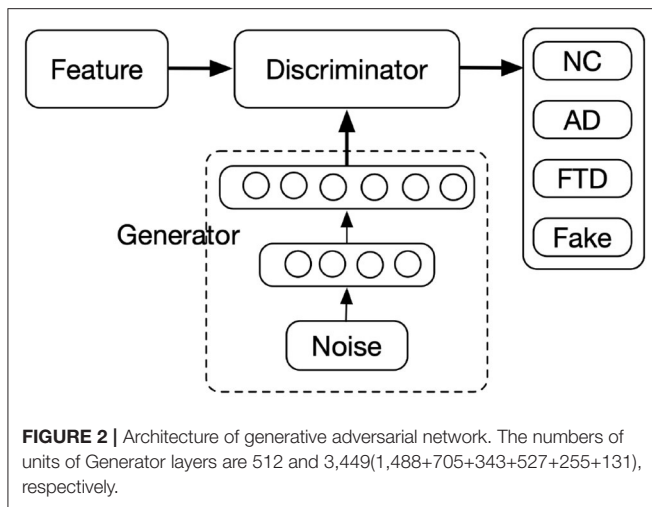 Feature
Discriminator
NC
AD
FTD
Fake
Generator
Noise
FIGURE 2 | Architecture of generative adversarial network. The numbers of
units of Generator layers are 512 and 3,449(1,488+705+343+527+255+131),
respectively.